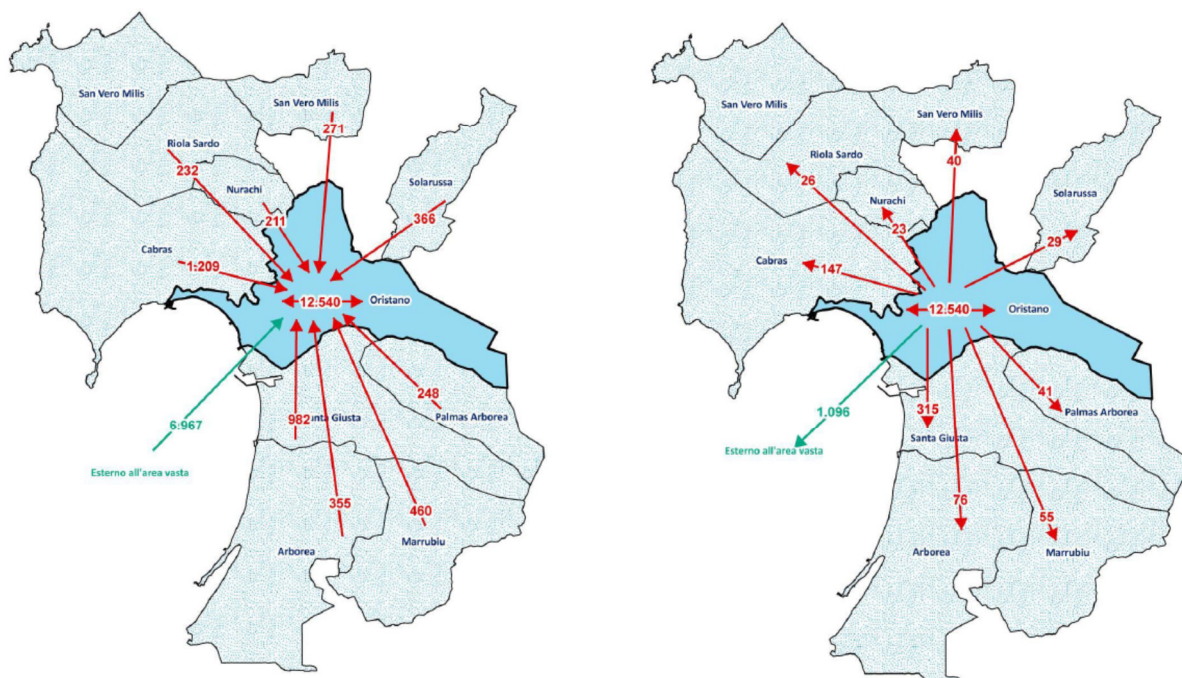 San Vero Milis
San Vero Milis
271
Riola Sardo
232
Nurachi
211
Solarussa
366
Cabras
1.209
12.540
Oristano
6.967
Esterno all'area vasta
982
Santa Giusta
248
Palmas Arborea
355
460
Arborea
Marrubiu
San Vero Milis
San Vero Milis
40
Riola Sardo
26
Nurachi
23
Solarussa
29
Cabras
147
12.540
Oristano
1.096
Esterno all'area vasta
315
Santa Giusta
41
Palmas Arborea
76
55
Arborea
Marrubiu